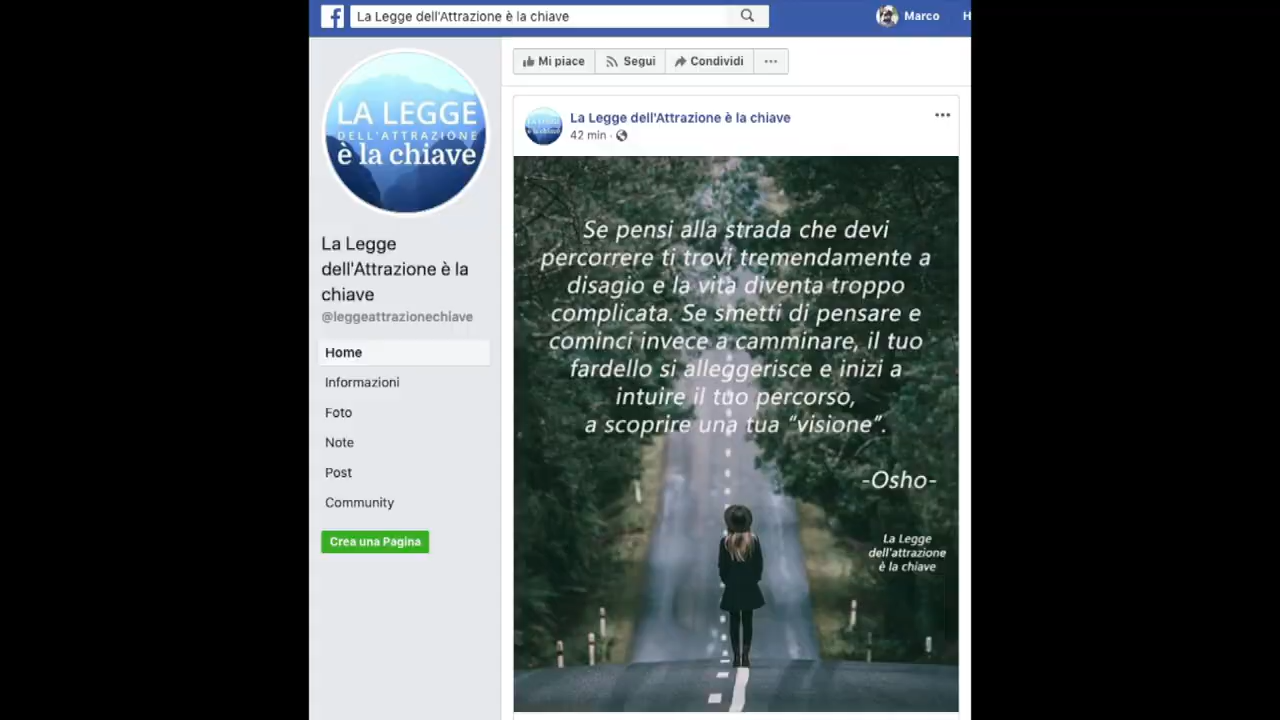 La Legge dell'Attrazione è la chiave
Marco
H
LA LEGGE
DELL'ATTRAZIONE
è la chiave
La Legge
dell'Attrazione è la
chiave
@leggeattrazionechiave
Home
Informazioni
Foto
Note
Post
Community
Crea una Pagina
Mi piace
Segui
Condividi
La Legge dell'Attrazione è la chiave
42 min ·
Se pensi alla strada che devi
percorrere ti trovi tremendamente a
disagio e la vita diventa troppo
complicata. Se smetti di pensare e
cominci invece a camminare, il tuo
fardello si alleggerisce e inizi a
intuire il tuo percorso,
a scoprire una tua “visione”.
-Osho-
La Legge
dell'attrazione
è la chiave